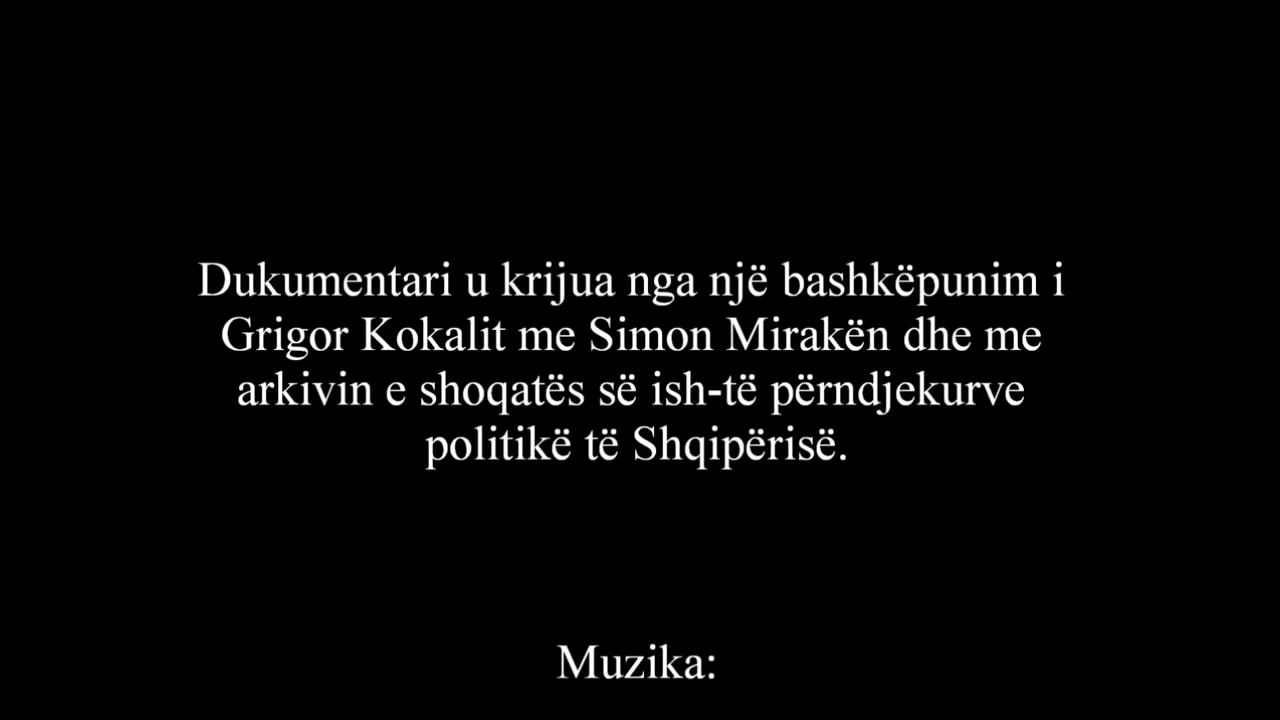 Dukumentari u krijua nga një bashkëpunim i
Grigor Kokalit me Simon Mirakën dhe me
arkivin e shoqatës së ish-të përndjekurve
politikë të Shqipërisë.
Muzika: